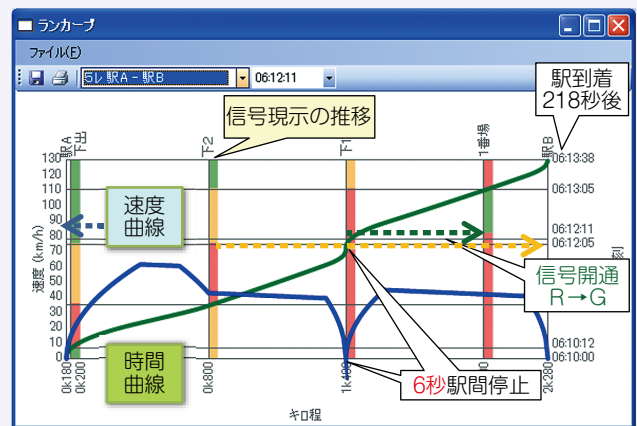 ランカーブ
ファイル(F)
5レ 駅A - 駅B
06:12:11
駅到着
218秒後
信号現示の推移
駅A
下出
下2
下1
1番場
駅B
130
120
110
100
90
80
70
60
50
40
30
20
10
0
速度 (km/h)
速度
曲線
時間
曲線
06:13:38
06:13:05
06:12:11
06:12:05
06:10:12
06:10:00
刻
信号開通
R→G
6秒駅間停止
0k180
0k200
0k800
2k280
キロ程